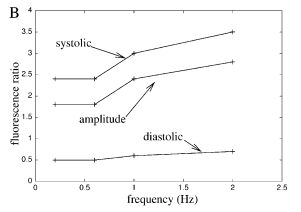 B
4
3.5
systolic
3
2.5
2
1.5
amplitude
1
diastolic
0.5
0
0 0.5 1 1.5 2 2.5
fluorescence ratio
frequency (Hz)